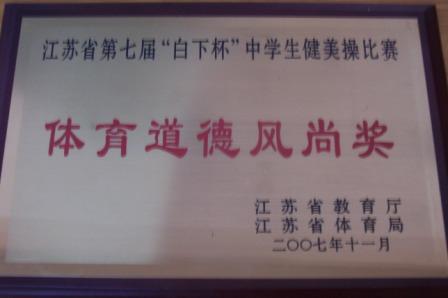 江苏省第七届“白下杯”中学生健美操比赛
体育道德风尚奖
江苏省教育厅
江苏省体育局
二〇〇七年十一月